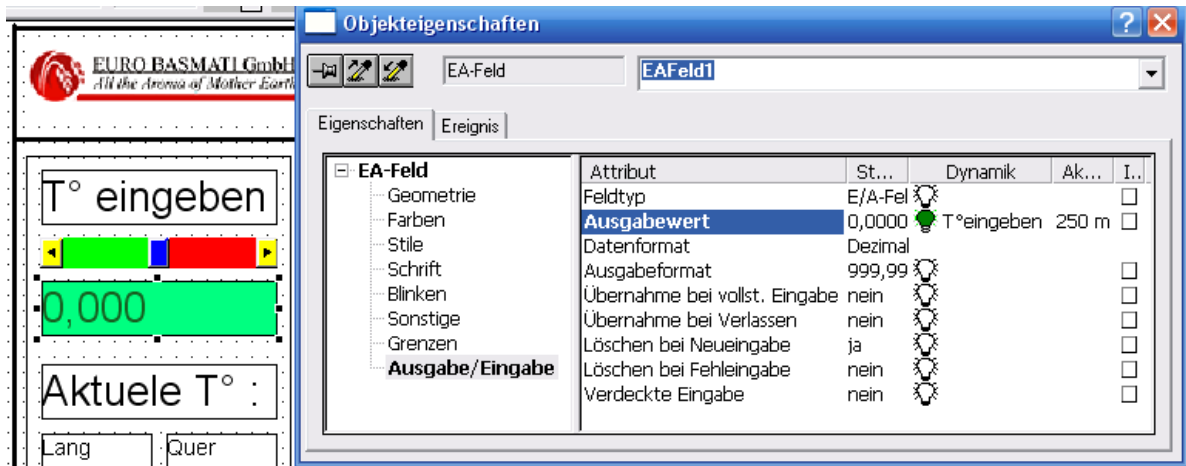 Objekteigenschaften
EURO BASMATI GmbH
All the Aroma of Mother Earth
EA-Feld
EAFeld1
Eigenschaften Ereignis
T° eingeben
0,000
Aktuele T° :
Lang Quer
EA-Feld
Geometrie
Farben
Stile
Schrift
Blinken
Sonstige
Grenzen
Ausgabe/Eingabe
Attribut St... Dynamik Ak... I..
Feldtyp E/A-Fel
Ausgabewert 0,0000 T°eingeben 250 m
Datenformat Dezimal
Ausgabeformat 999,99
Übernahme bei vollst. Eingabe nein
Übernahme bei Verlassen nein
Löschen bei Neueingabe ja
Löschen bei Fehleingabe nein
Verdeckte Eingabe nein